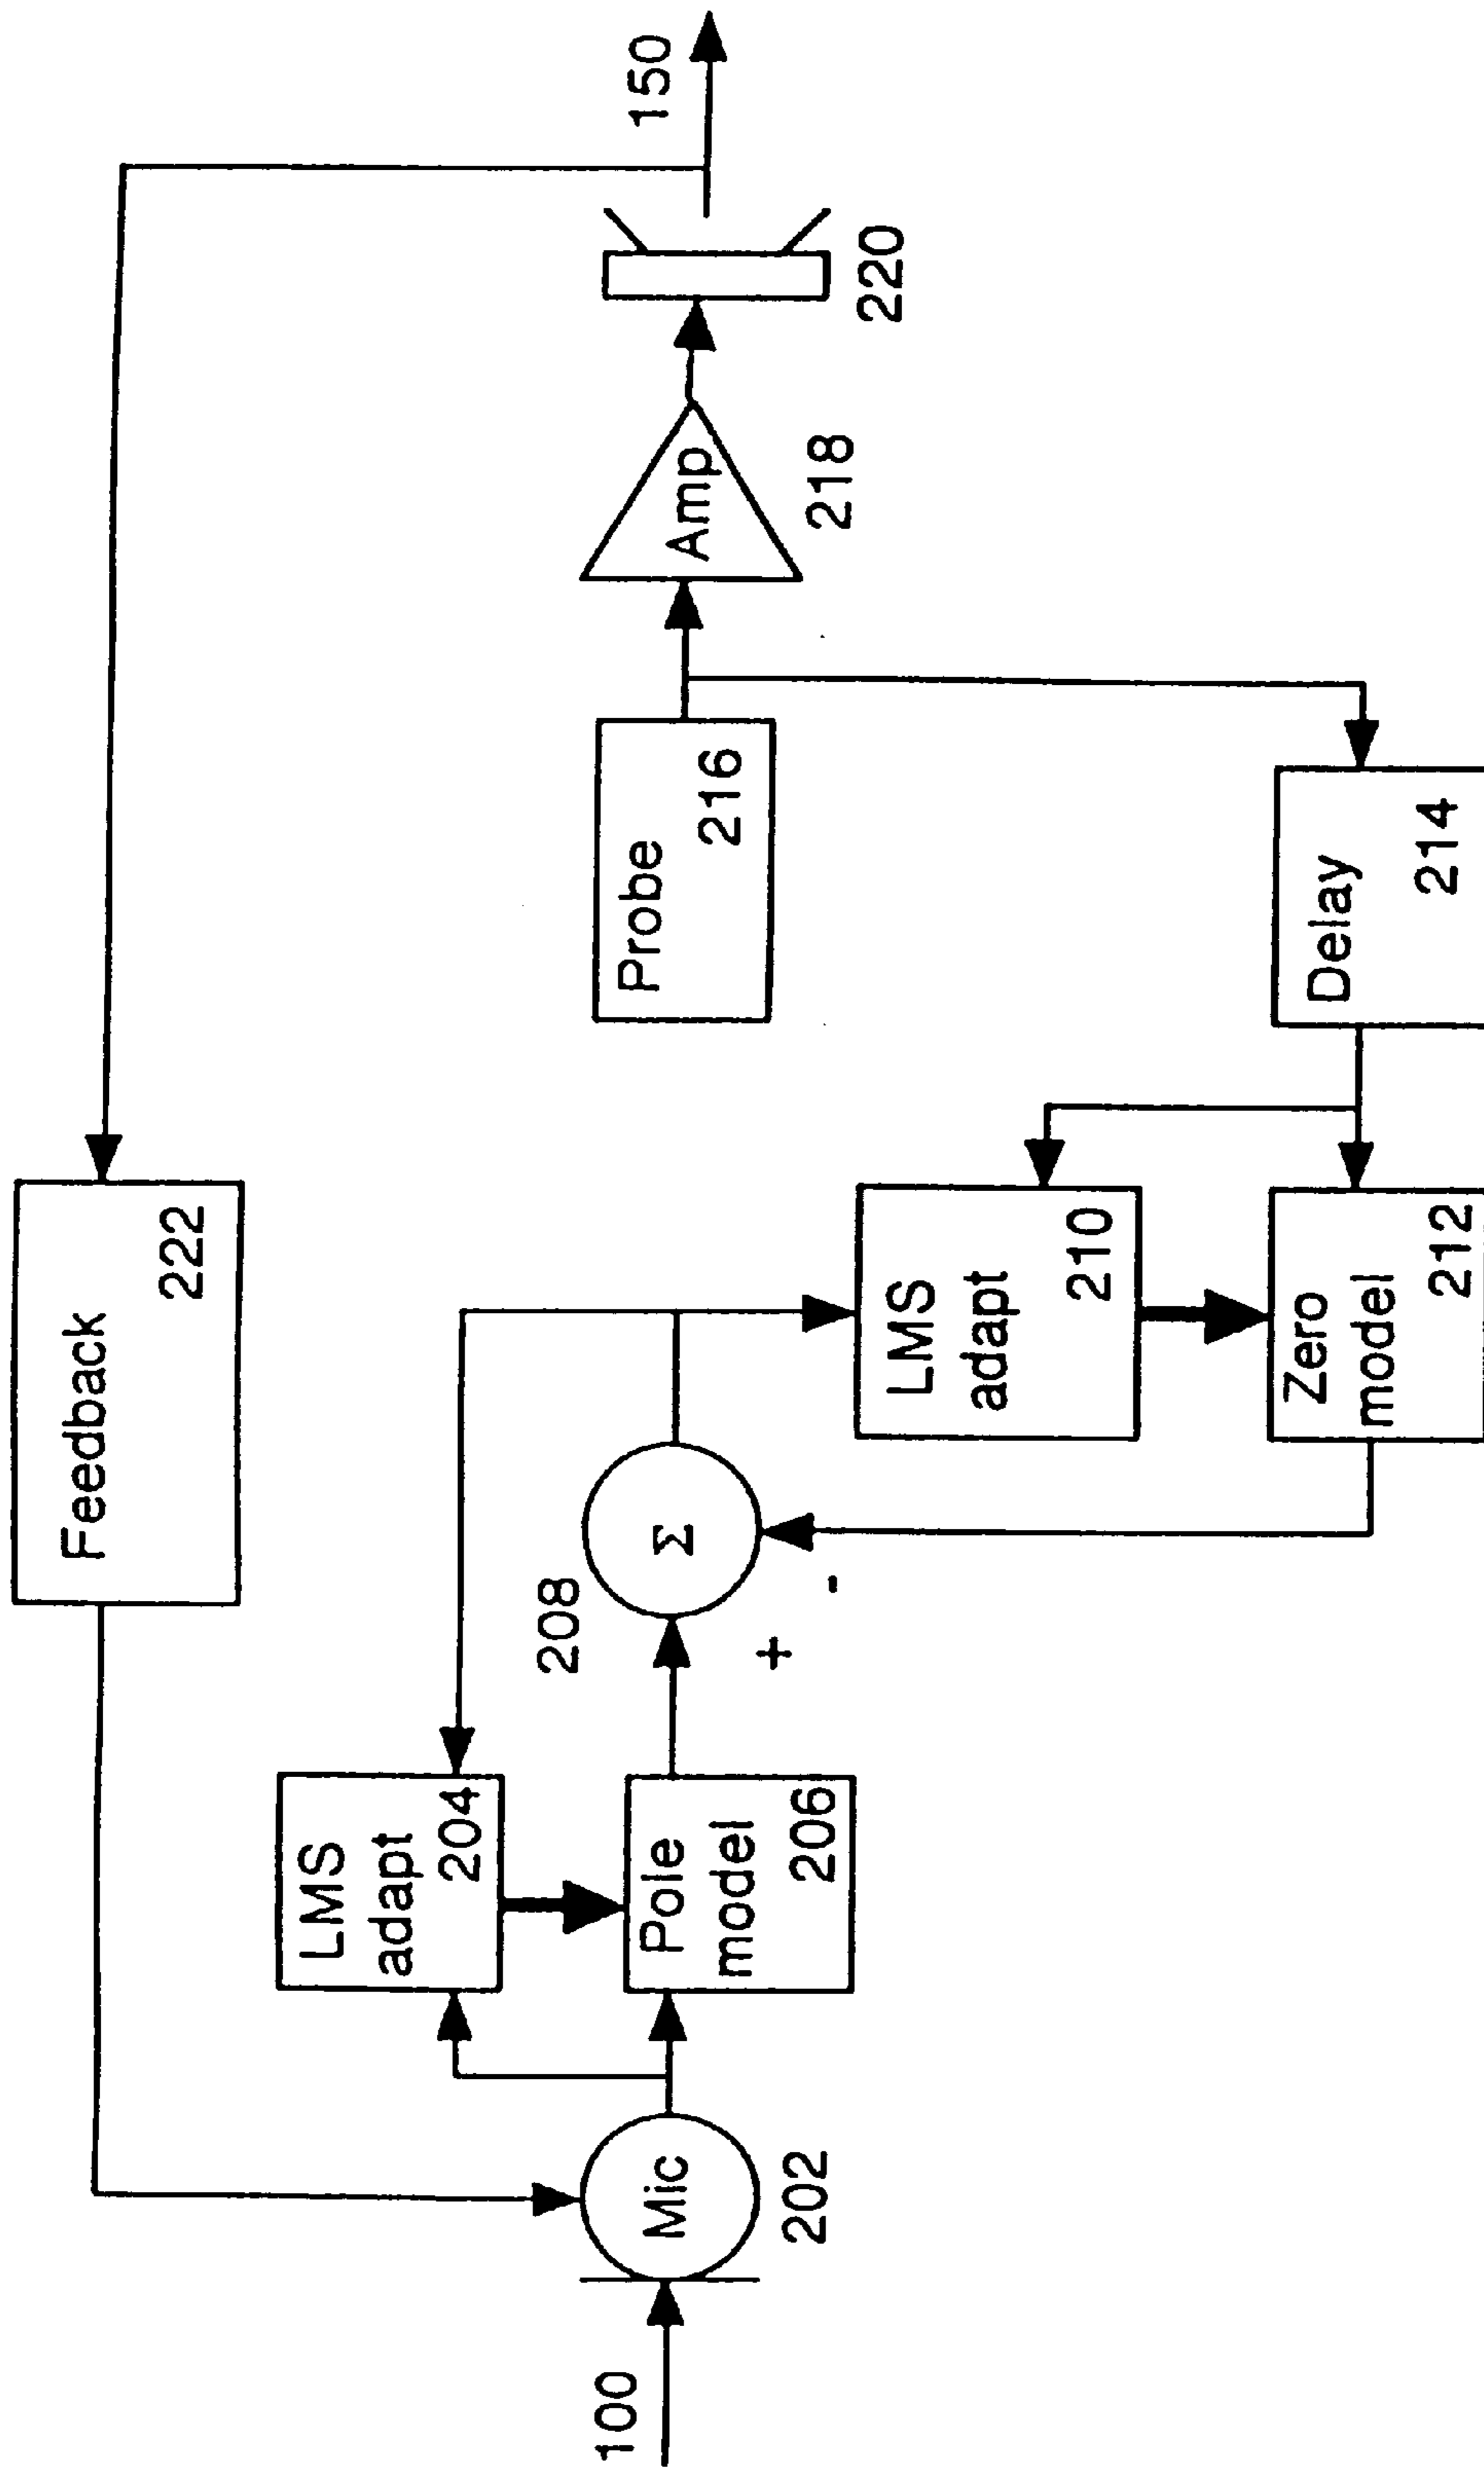 Feedback
222
LMS
adapt
204
208
Probe
216
150
100
Mic
202
Pole
model
206
Σ
+
-
Amp
218
220
LMS
adapt
210
Zero
model
212
Delay
214